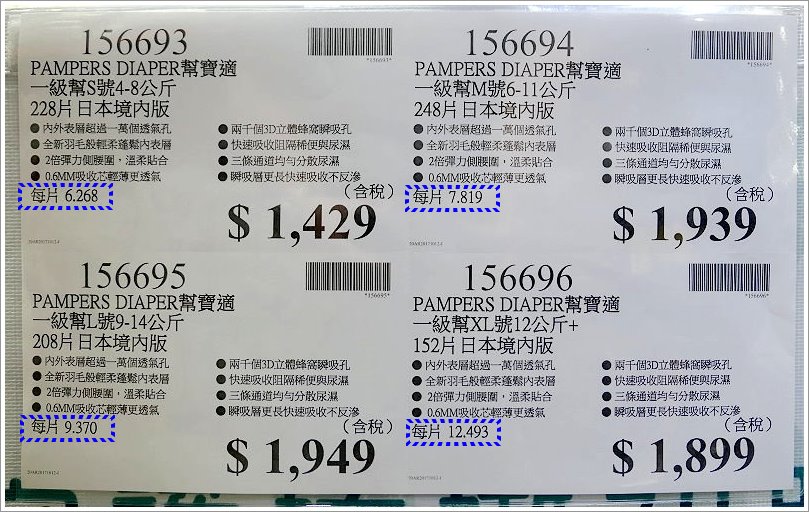 156693
*156693*
PAMPERS DIAPER幫寶適
一級幫S號4-8公斤
228片日本境內版
●內外表層超過一萬個透氣孔
●全新羽毛般輕柔蓬鬆內表層
●2倍彈力側腰圍，溫柔貼合
●0.6MM吸收芯輕薄更透氣
●兩千個3D立體蜂窩瞬吸孔
●快速吸收阻隔稀便與尿濕
●三條通道均勻分散尿濕
●瞬吸層更長快速吸收不反滲
每片 6.268
(含稅)
$ 1,429
156694
*156694*
PAMPERS DIAPER幫寶適
一級幫M號6-11公斤
248片日本境內版
●內外表層超過一萬個透氣孔
●全新羽毛般輕柔蓬鬆內表層
●2倍彈力側腰圍，溫柔貼合
●0.6MM吸收芯輕薄更透氣
●兩千個3D立體蜂窩瞬吸孔
●快速吸收阻隔稀便與尿濕
●三條通道均勻分散尿濕
●瞬吸層更長快速吸收不反滲
每片 7.819
(含稅)
$ 1,939
156695
*156695*
PAMPERS DIAPER幫寶適
一級幫L號9-14公斤
208片日本境內版
●內外表層超過一萬個透氣孔
●全新羽毛般輕柔蓬鬆內表層
●2倍彈力側腰圍，溫柔貼合
●0.6MM吸收芯輕薄更透氣
●兩千個3D立體蜂窩瞬吸孔
●快速吸收阻隔稀便與尿濕
●三條通道均勻分散尿濕
●瞬吸層更長快速吸收不反滲
每片 9.370
(含稅)
$ 1,949
156696
*156696*
PAMPERS DIAPER幫寶適
一級幫XL號12公斤+
152片日本境內版
●內外表層超過一萬個透氣孔
●全新羽毛般輕柔蓬鬆內表層
●2倍彈力側腰圍，溫柔貼合
●0.6MM吸收芯輕薄更透氣
●兩千個3D立體蜂窩瞬吸孔
●快速吸收阻隔稀便與尿濕
●三條通道均勻分散尿濕
●瞬吸層更長快速吸收不反滲
每片 12.493
(含稅)
$ 1,899